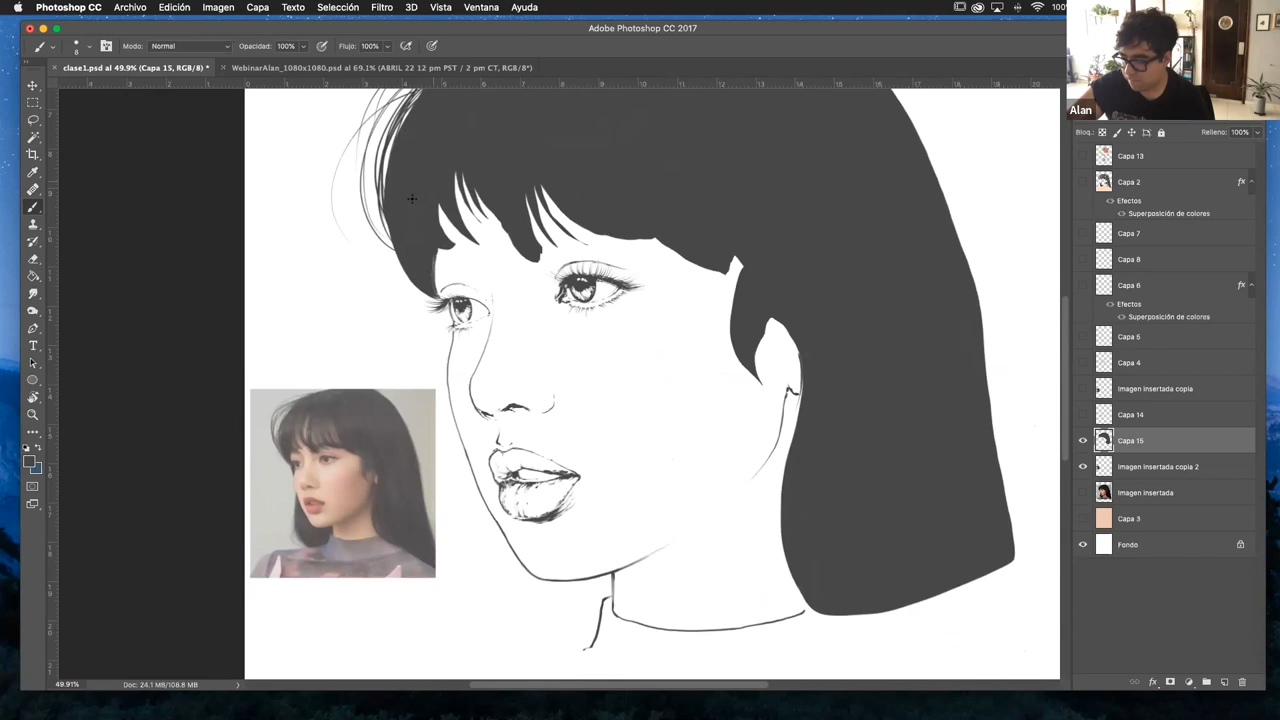 Photoshop CC Archivo Edición Imagen Capa Texto Selección Filtro 3D Vista Ventana Ayuda
Adobe Photoshop CC 2017
8 Modo: Normal Opacidad: 100% Flujo: 100%
clase1.psd al 49.9% (Capa 15, RGB/8) * WebinarAlan_1080x1080.psd al 69.1% (ABRIL 22 12 pm PST / 2 pm CT, RGB/8*)
Alan
Bloq.: Relleno: 100%
Capa 13
Capa 2 fx
Efectos
Superposición de colores
Capa 7
Capa 8
Capa 6 fx
Efectos
Superposición de colores
Capa 5
Capa 4
Imagen insertada copia
Capa 14
Capa 15
Imagen insertada copia 2
Imagen insertada
Capa 3
Fondo
49.91% Doc: 24.1 MB/108.8 MB